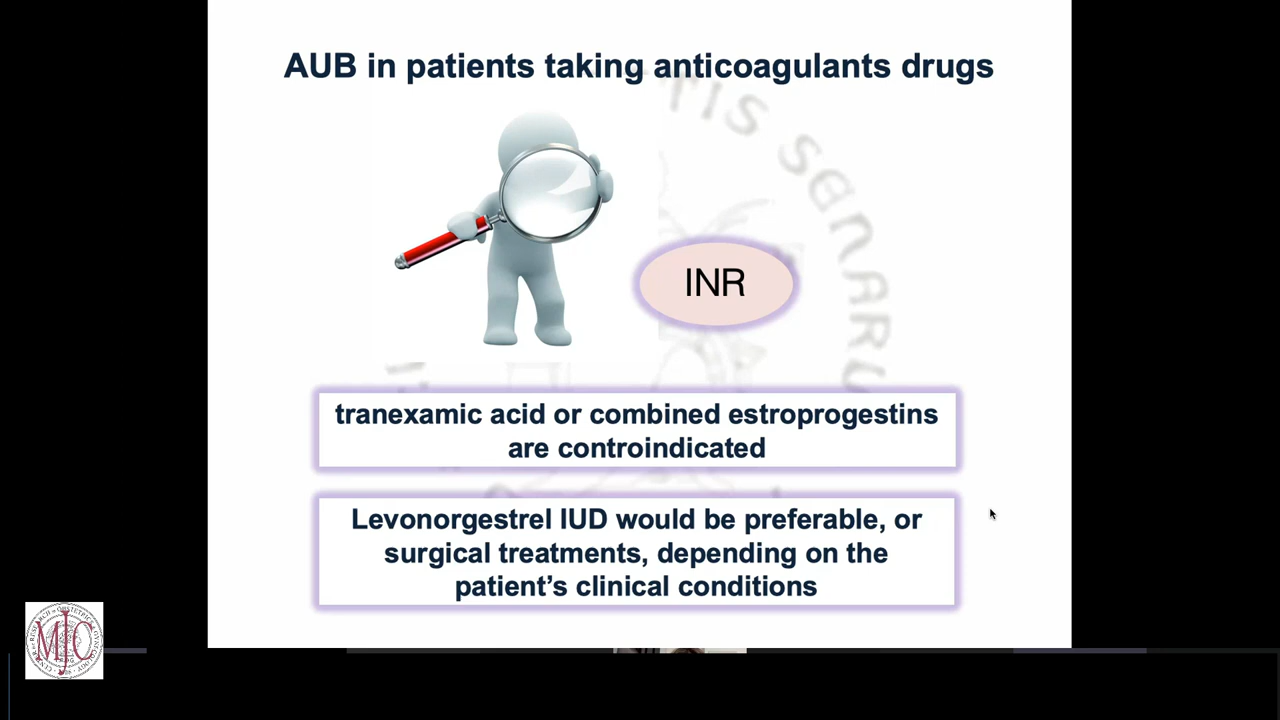 AUB in patients taking anticoagulants drugs
INR
tranexamic acid or combined estroprogestins
are controindicated
Levonorgestrel IUD would be preferable, or
surgical treatments, depending on the
patient's clinical conditions
MJC